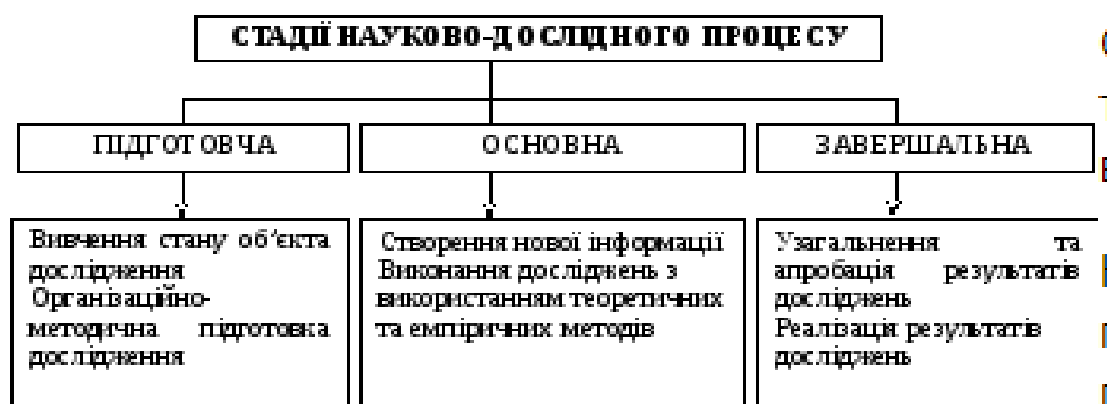 СТАДІЇ НАУКОВО-ДОСЛІДНОГО ПРОЦЕСУ
ПІДГОТОВЧА
ОСНОВНА
ЗАВЕРШАЛЬНА
Вивчення стану об'єкта
дослідження
Організаційно-
методична підготовка
дослідження
Створення нової інформації
Виконання досліджень з
використанням теоретичних
та емпіричних методів
Узагальнення та
апробація результатів
досліджень
Реалізація результатів
досліджень